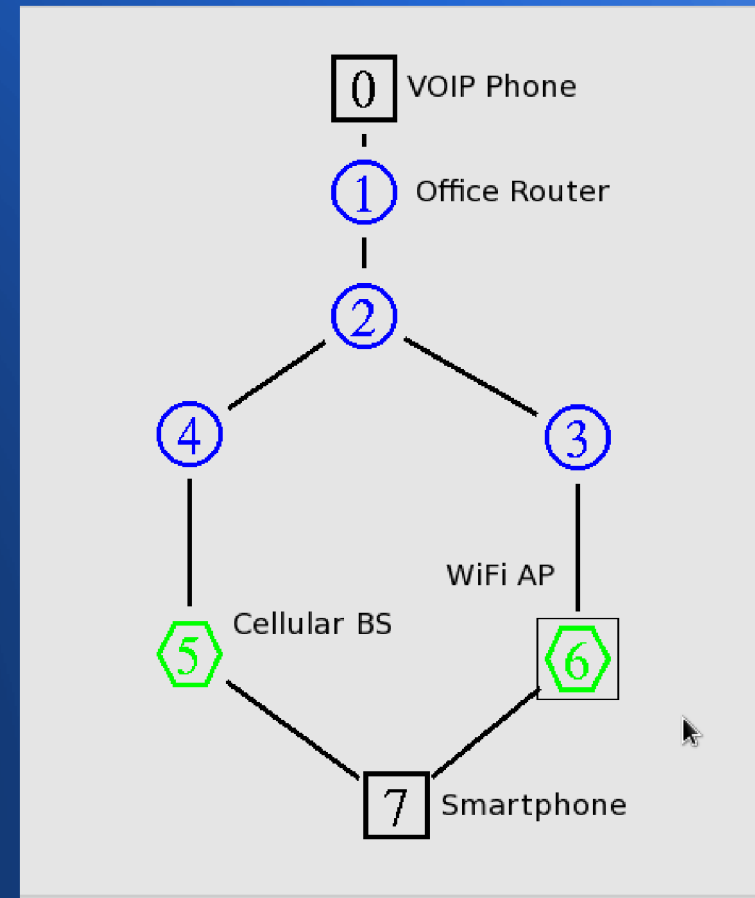 0 VOIP Phone
1 Office Router
2
4
3
WiFi AP
Cellular BS
5
6
7 Smartphone